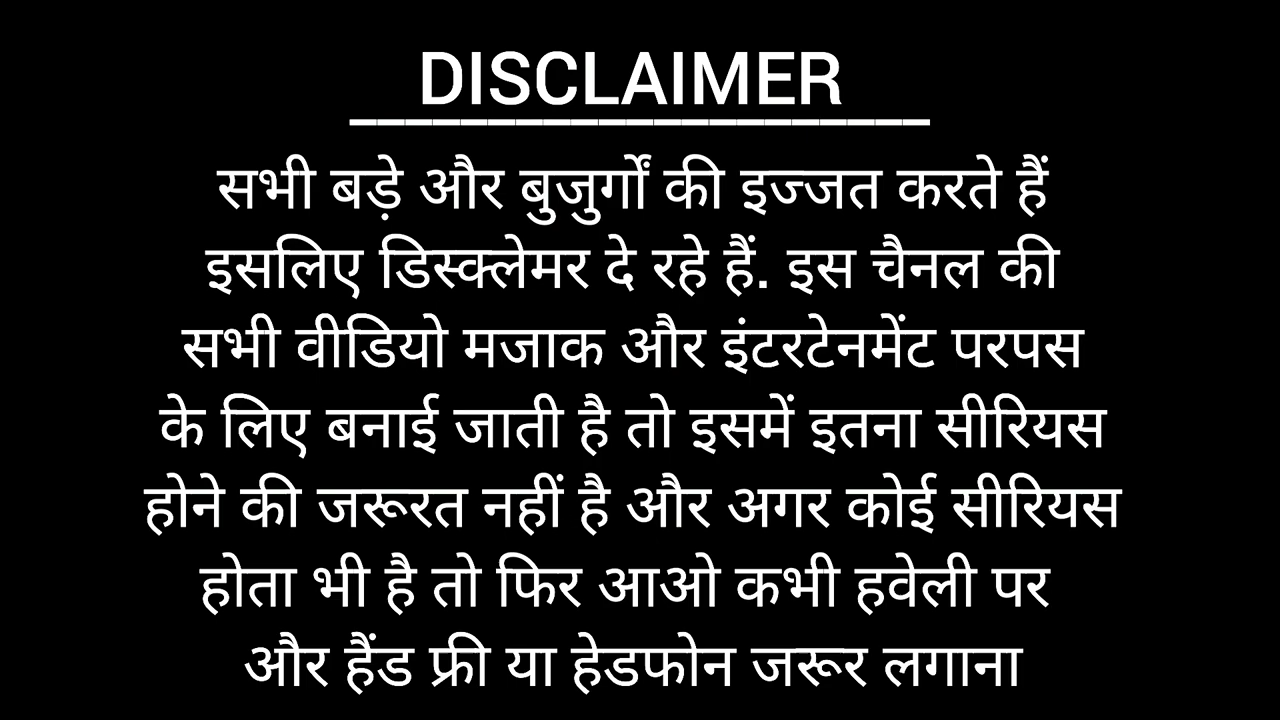 DISCLAIMER
सभी बड़े और बुजुर्गों की इज्जत करते हैं
इसलिए डिस्क्लेमर दे रहे हैं. इस चैनल की
सभी वीडियो मजाक और इंटरटेनमेंट परपस
के लिए बनाई जाती है तो इसमें इतना सीरियस
होने की जरूरत नहीं है और अगर कोई सीरियस
होता भी है तो फिर आओ कभी हवेली पर
और हैंड फ्री या हेडफोन जरूर लगाना